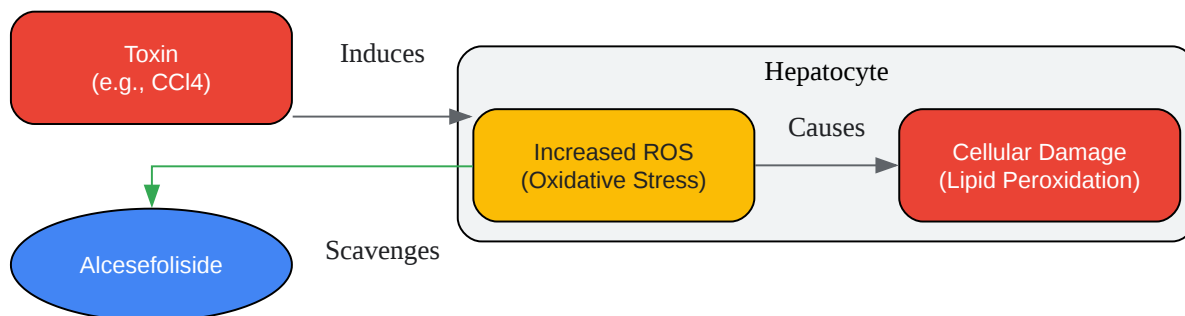 Toxin
(e.g., CCl4)
Induces
Hepatocyte
Increased ROS
(Oxidative Stress)
Causes
Cellular Damage
(Lipid Peroxidation)
Alcesefoliside
Scavenges